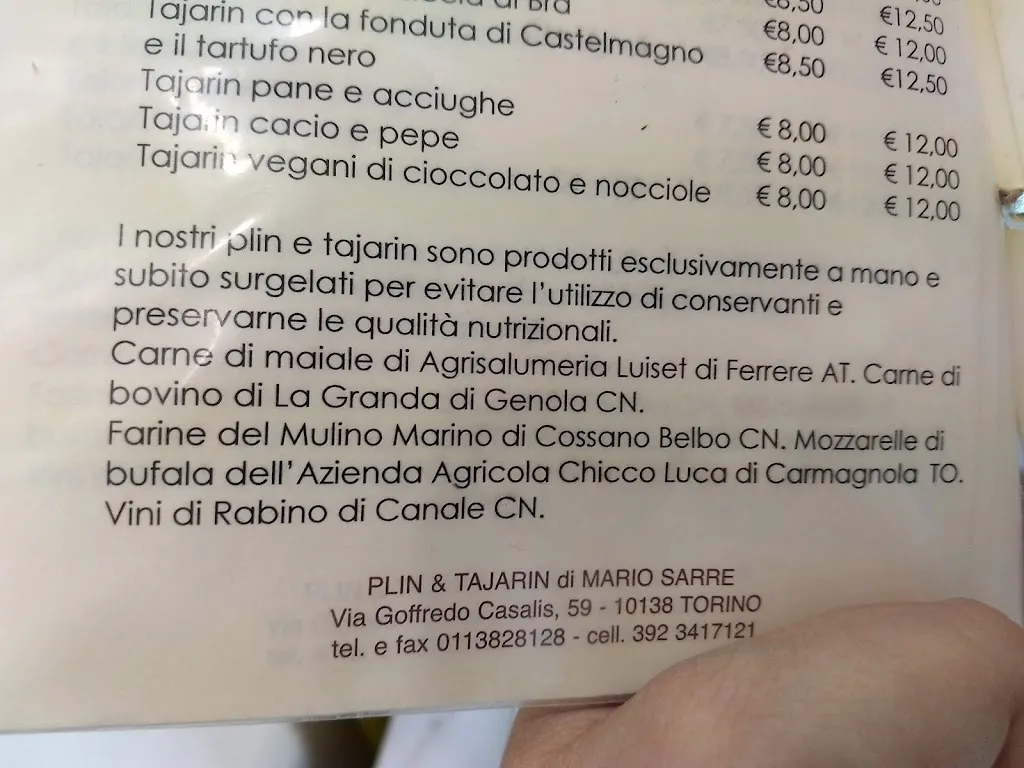 €8,50 €12,50
di Bra €8,00 €12,00
Tajarin con la fonduta di Castelmagno €8,50 €12,50
e il tartufo nero
Tajarin pane e acciughe €8,00 €12,00
Tajarin cacio e pepe €8,00 €12,00
Tajarin vegani di cioccolato e nocciole €8,00 €12,00
I nostri plin e tajarin sono prodotti esclusivamente a mano e
subito surgelati per evitare l'utilizzo di conservanti e
preservarne le qualità nutrizionali.
Carne di maiale di Agrisalumeria Luiset di Ferrere AT. Carne di
bovino di La Granda di Genola CN.
Farine del Mulino Marino di Cossano Belbo CN. Mozzarelle di
bufala dell'Azienda Agricola Chicco Luca di Carmagnola TO.
Vini di Rabino di Canale CN.
PLIN & TAJARIN di MARIO SARRE
Via Goffredo Casalis, 59 - 10138 TORINO
tel. e fax 0113828128 - cell. 392 3417121